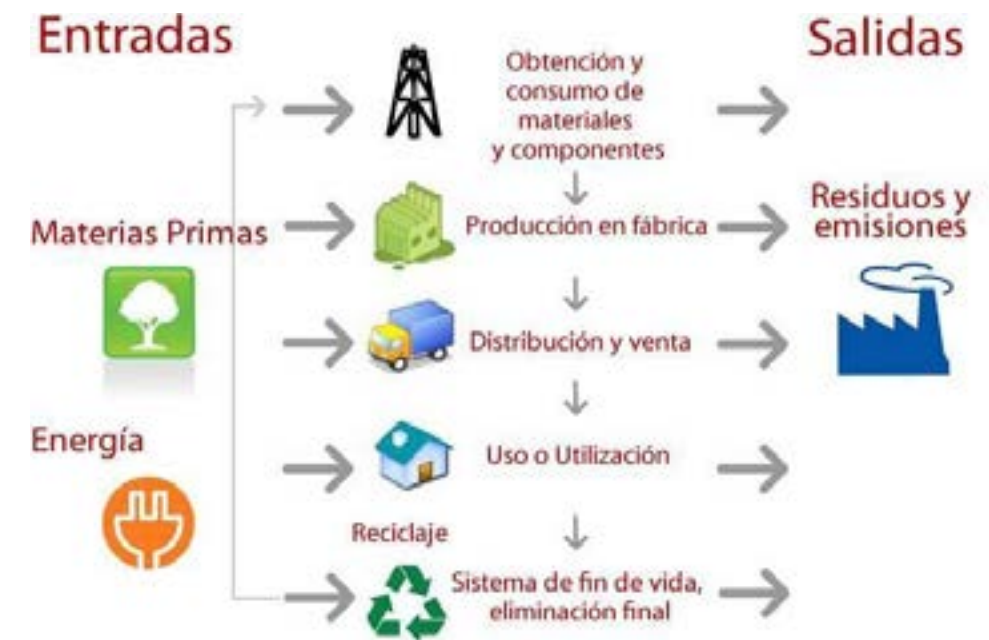 Entradas
Salidas
Obtención y
consumo de
materiales
y componentes
Materias Primas
Producción en fábrica
Residuos y
emisiones
Distribución y venta
Energía
Uso o Utilización
Reciclaje
Sistema de fin de vida,
eliminación final